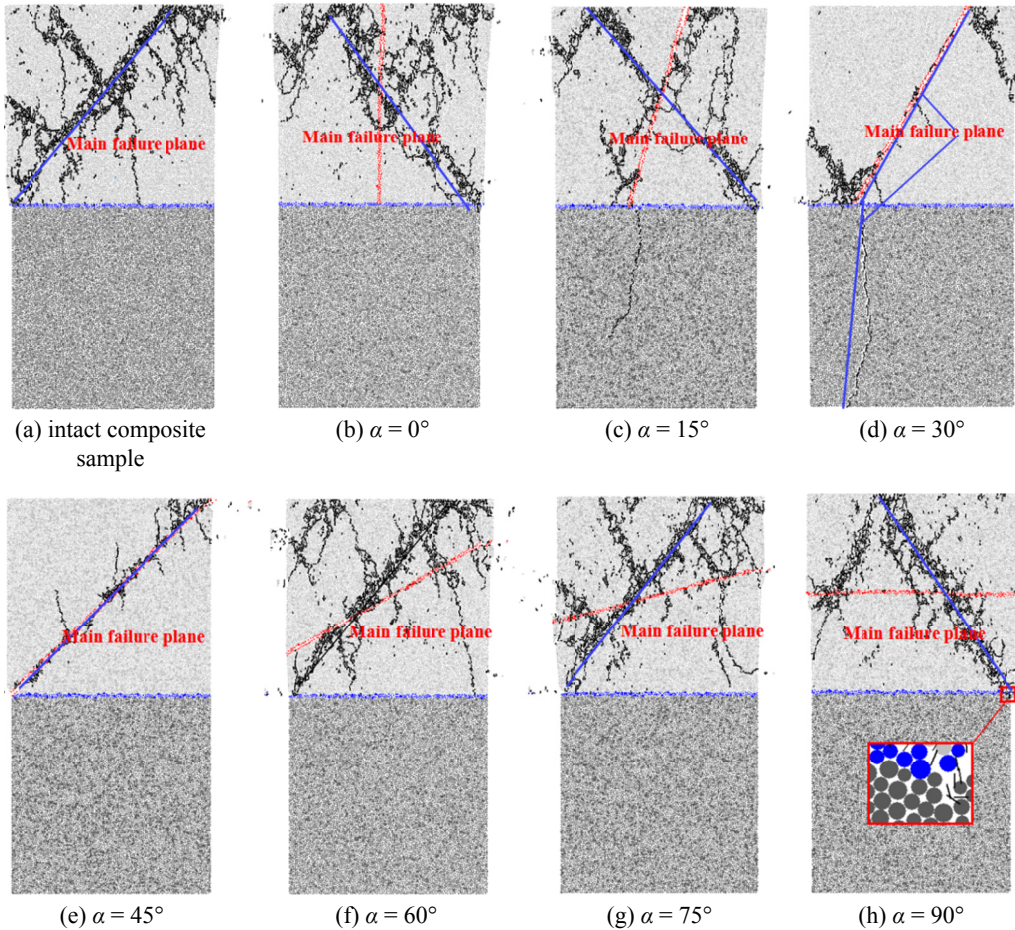 Main failure plane
Main failure plane
Main failure plane
Main failure plane
(a) intact composite
sample
(b) α = 0°
(c) α = 15°
(d) α = 30°
Main failure plane
Main failure plane
Main failure plane
Main failure plane
(e) α = 45°
(f) α = 60°
(g) α = 75°
(h) α = 90°